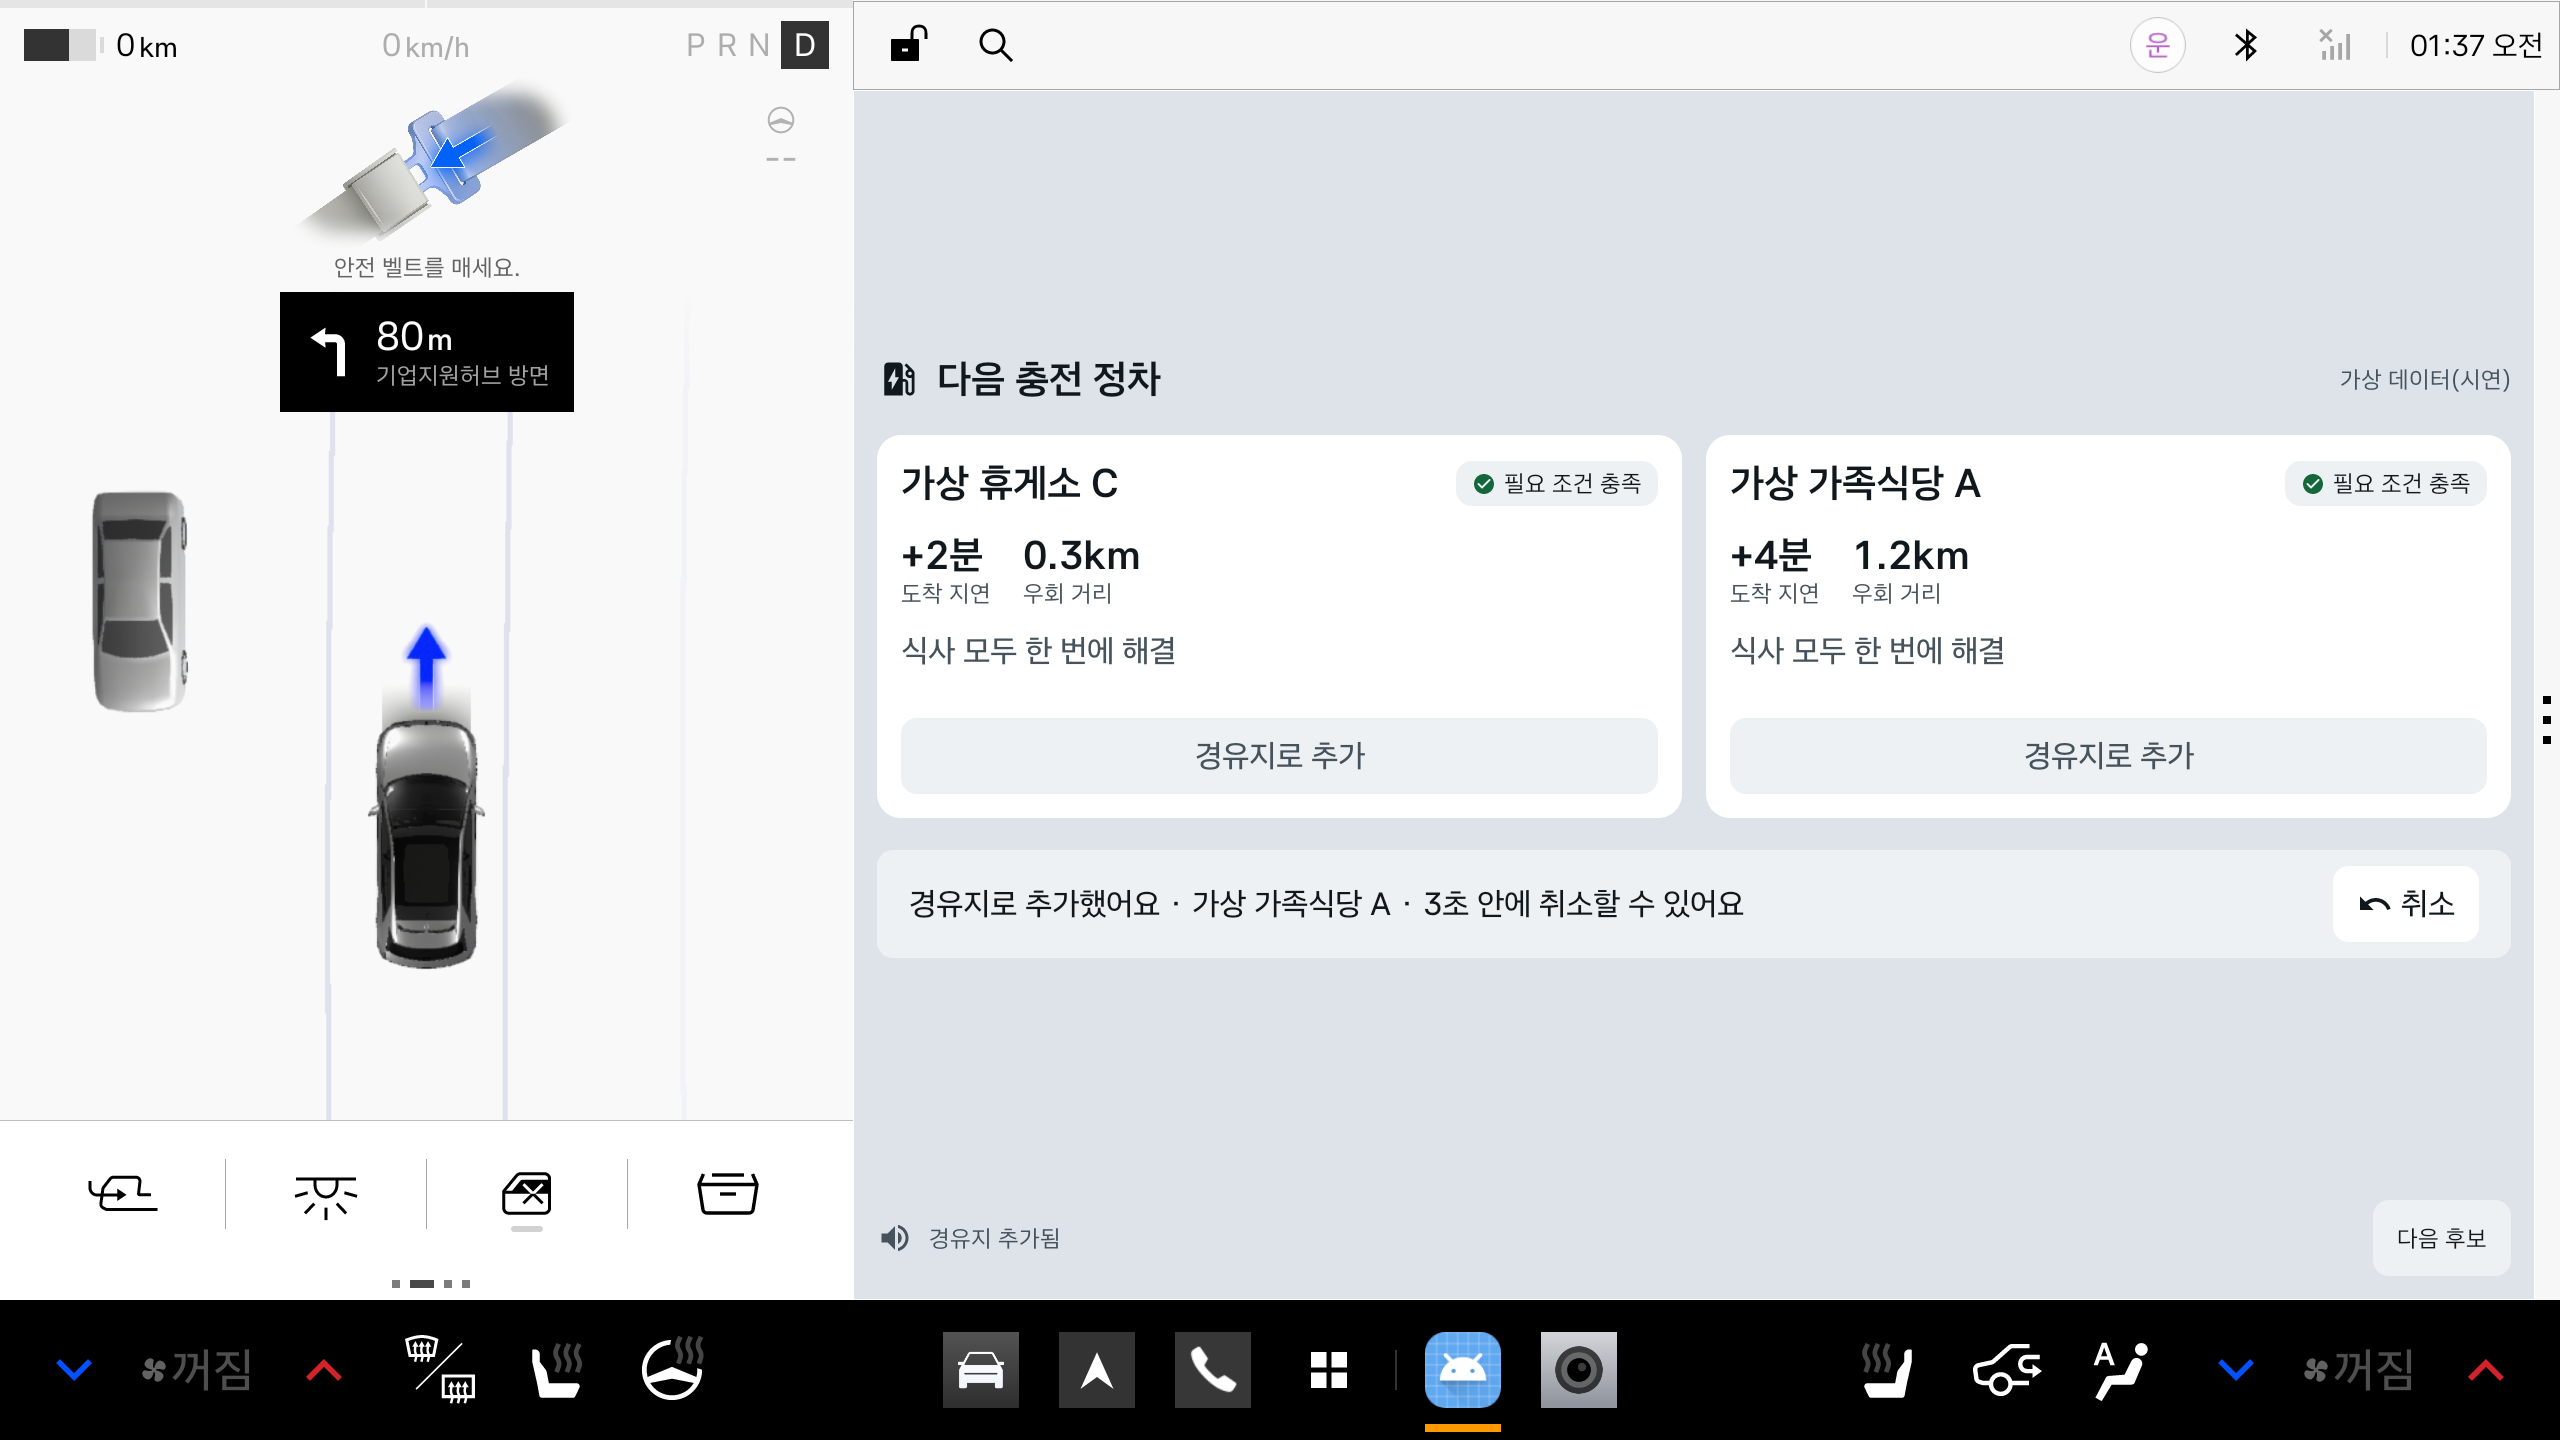 0 km
0 km/h
P R N D
안전 벨트를 매세요.
80 m
기업지원허브 방면
운
01:37 오전
다음 충전 정차
가상 데이터(시연)
가상 휴게소 C
필요 조건 충족
+2분 0.3km
도착 지연 우회 거리
식사 모두 한 번에 해결
경유지로 추가
가상 가족식당 A
필요 조건 충족
+4분 1.2km
도착 지연 우회 거리
식사 모두 한 번에 해결
경유지로 추가
경유지로 추가했어요 · 가상 가족식당 A · 3초 안에 취소할 수 있어요
취소
경유지 추가됨
다음 후보
꺼짐
A
꺼짐